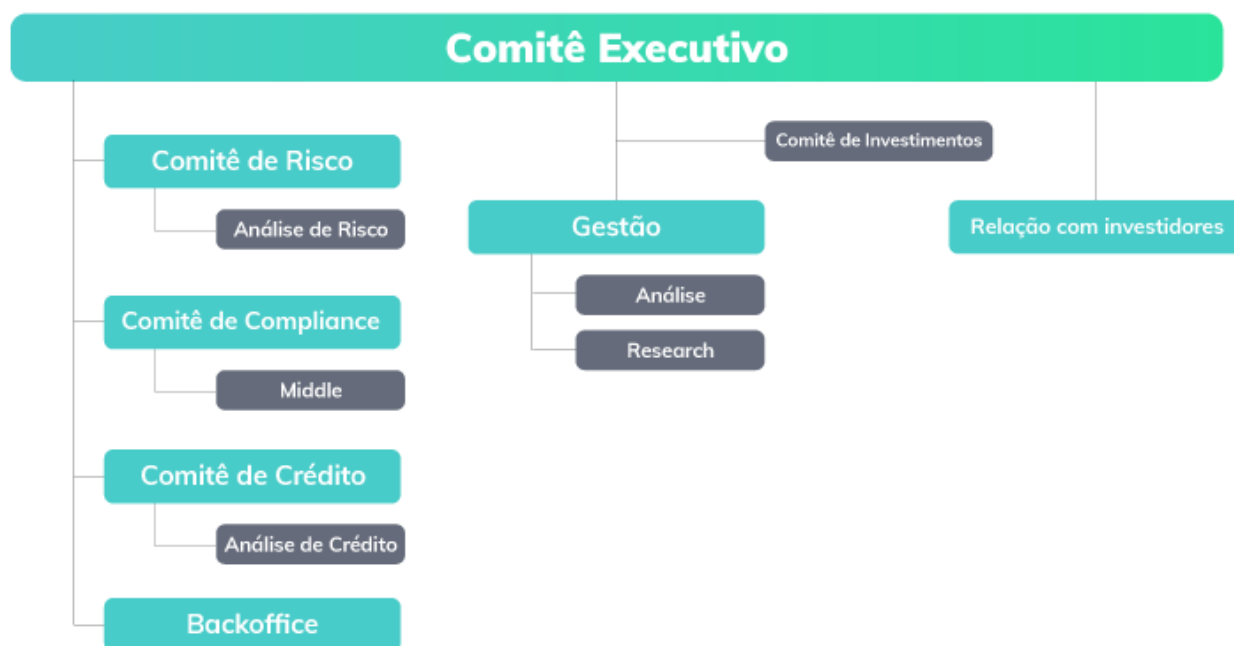 Comitê Executivo
Comitê de Risco
Análise de Risco
Comitê de Compliance
Middle
Comitê de Crédito
Análise de Crédito
Backoffice
Comitê de Investimentos
Gestão
Análise
Research
Relação com investidores